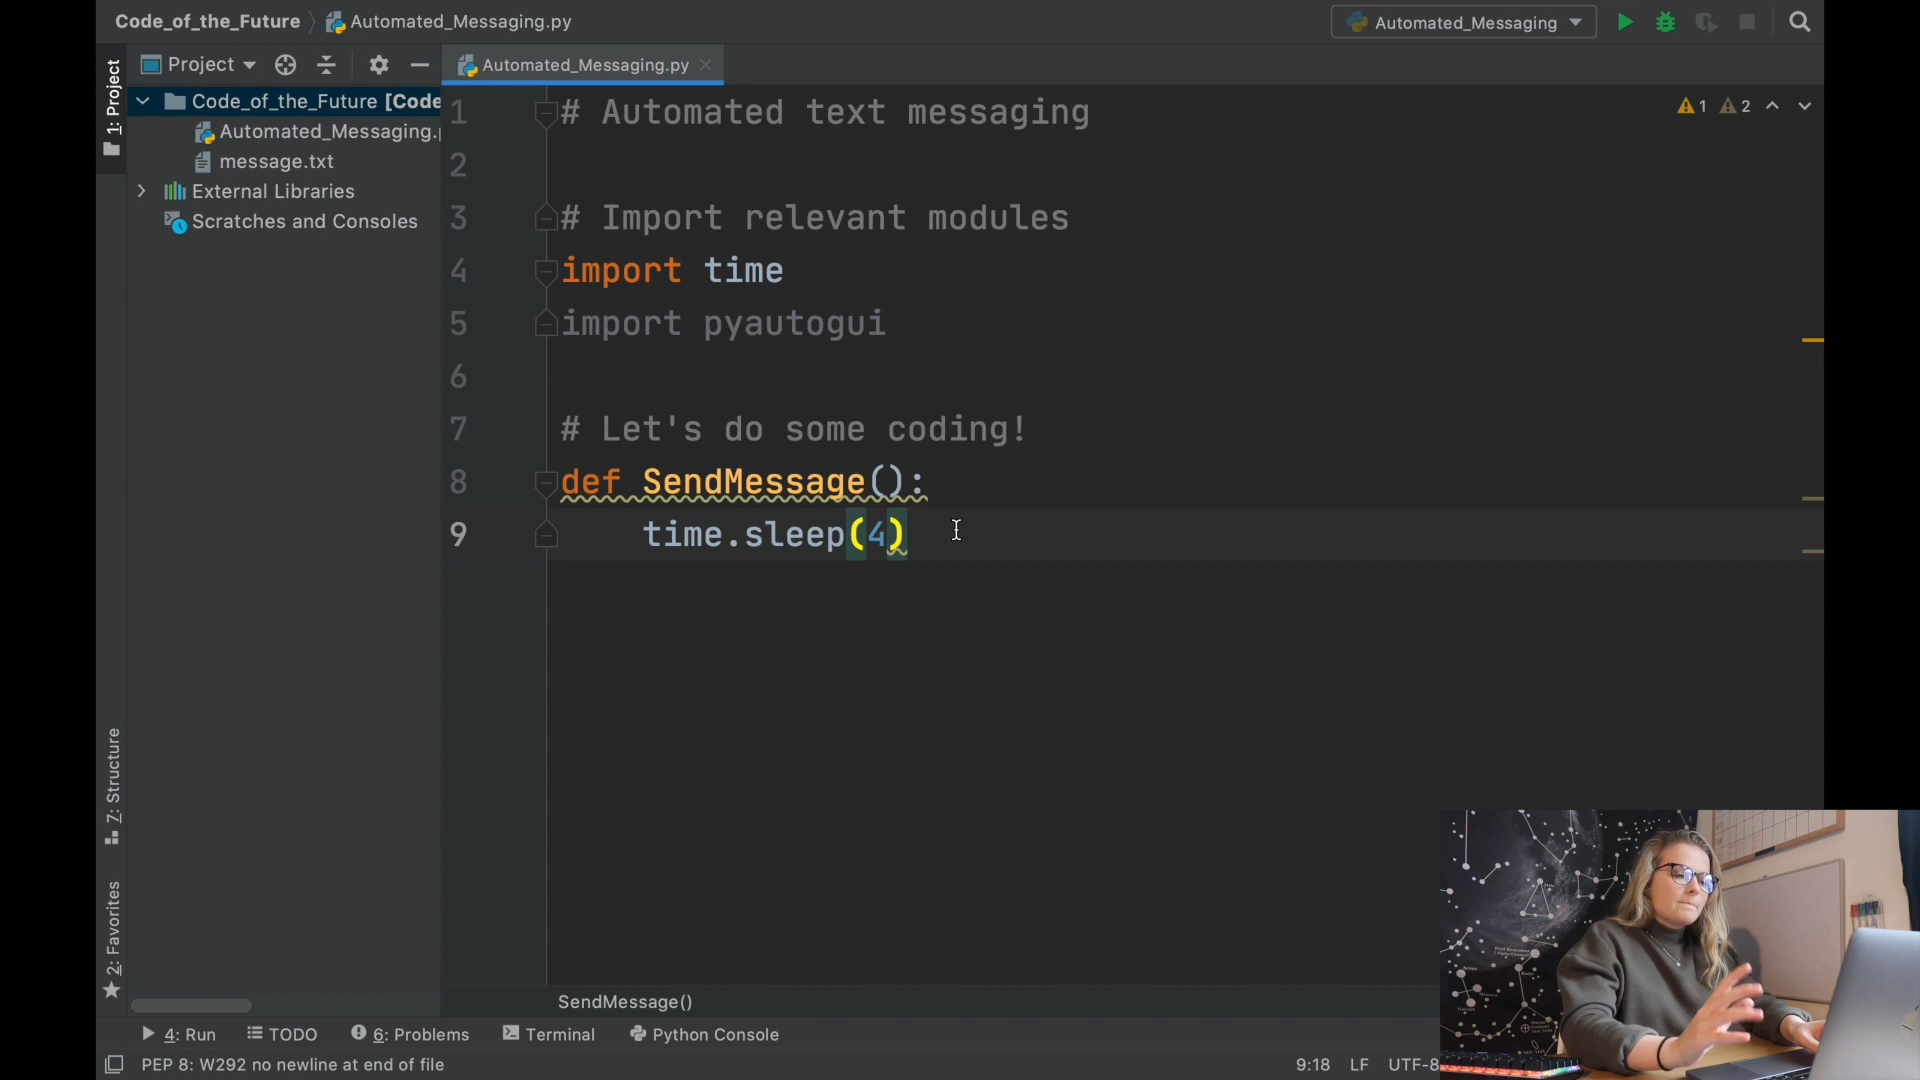 Code_of_the_Future
Automated_Messaging.py
Automated_Messaging
1: Project
Project
Automated_Messaging.py
Code_of_the_Future [Code
Automated_Messaging.
message.txt
External Libraries
Scratches and Consoles
1
2
1 # Automated text messaging
2
3 # Import relevant modules
4 import time
5 import pyautogui
6
7 # Let's do some coding!
8 def SendMessage():
9 time.sleep(4)
7: Structure
2: Favorites
SendMessage()
4: Run
TODO
6: Problems
Terminal
Python Console
PEP 8: W292 no newline at end of file
9:18
LF
UTF-8